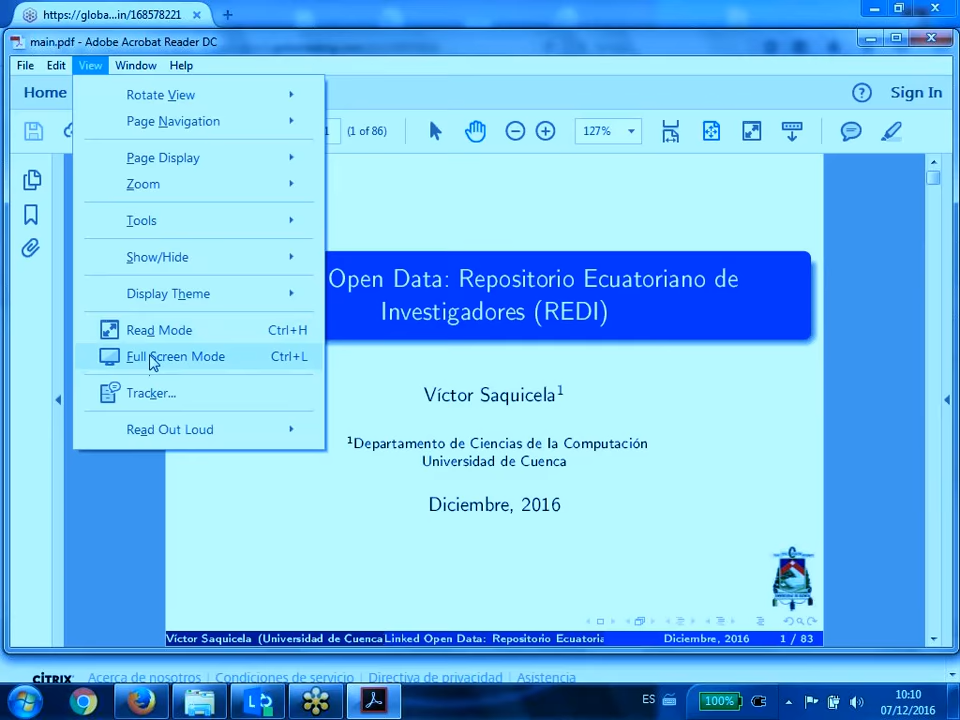 https://globa...in/168578221
main.pdf - Adobe Acrobat Reader DC
File Edit View Window Help
Home
Sign In
1 (1 of 86)
127%
Rotate View
Page Navigation
Page Display
Zoom
Tools
Show/Hide
Display Theme
Read Mode Ctrl+H
Full Screen Mode Ctrl+L
Tracker...
Read Out Loud
Open Data: Repositorio Ecuatoriano de
Investigadores (REDI)
Víctor Saquicela¹
¹Departamento de Ciencias de la Computación
Universidad de Cuenca
Diciembre, 2016
Víctor Saquicela (Universidad de Cuenca Linked Open Data: Repositorio Ecuatoria Diciembre, 2016 1 / 83
CİTRIX Acerca de nosotros Condiciones de servicio Directiva de privacidad Asistencia
ES 100% 10:10
07/12/2016